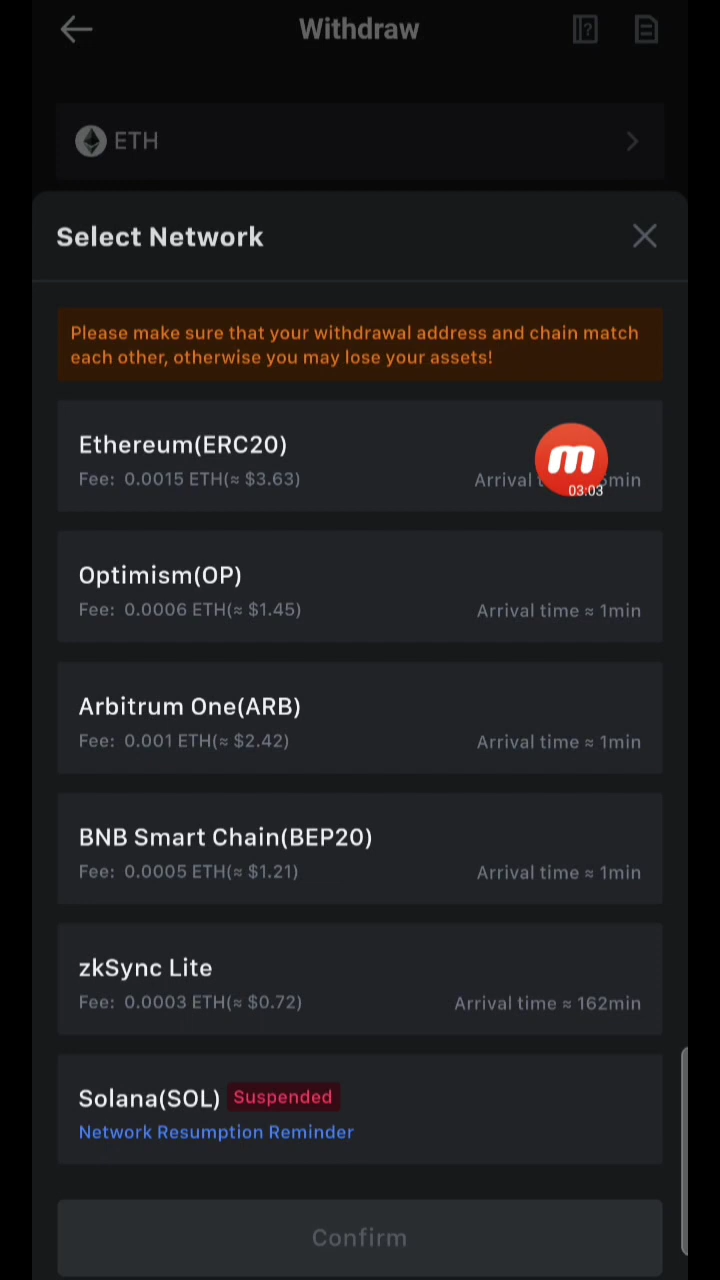 Withdraw
ETH
Select Network
Please make sure that your withdrawal address and chain match
each other, otherwise you may lose your assets!
Ethereum(ERC20)
Fee: 0.0015 ETH(≈ $3.63)
Arrival min
m
03:03
Optimism(OP)
Fee: 0.0006 ETH(≈ $1.45)
Arrival time ≈ 1min
Arbitrum One(ARB)
Fee: 0.001 ETH(≈ $2.42)
Arrival time ≈ 1min
BNB Smart Chain(BEP20)
Fee: 0.0005 ETH(≈ $1.21)
Arrival time ≈ 1min
zkSync Lite
Fee: 0.0003 ETH(≈ $0.72)
Arrival time ≈ 162min
Solana(SOL) Suspended
Network Resumption Reminder
Confirm